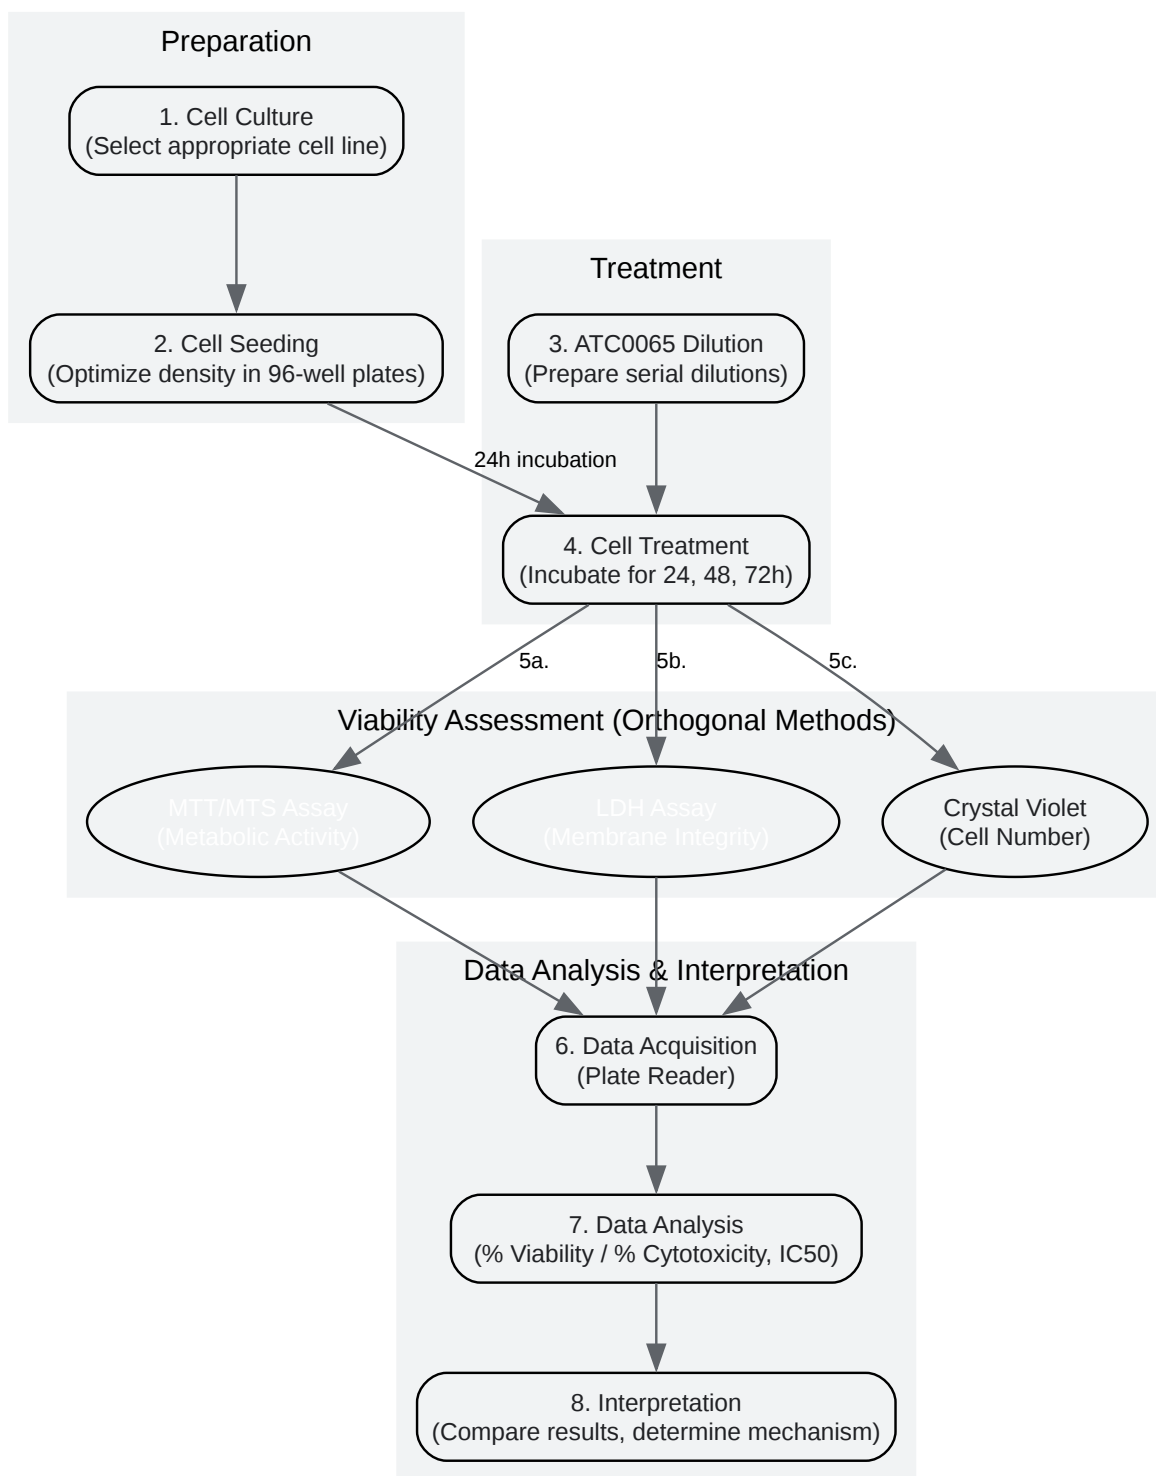 Preparation
1. Cell Culture
(Select appropriate cell line)
Treatment
2. Cell Seeding
(Optimize density in 96-well plates)
3. ATC0065 Dilution
(Prepare serial dilutions)
24h incubation
4. Cell Treatment
(Incubate for 24, 48, 72h)
5a.
5b.
5c.
Viability Assessment (Orthogonal Methods)
MTT/MTS Assay
(Metabolic Activity)
LDH Assay
(Membrane Integrity)
Crystal Violet
(Cell Number)
Data Analysis & Interpretation
6. Data Acquisition
(Plate Reader)
7. Data Analysis
(% Viability / % Cytotoxicity, IC50)
8. Interpretation
(Compare results, determine mechanism)